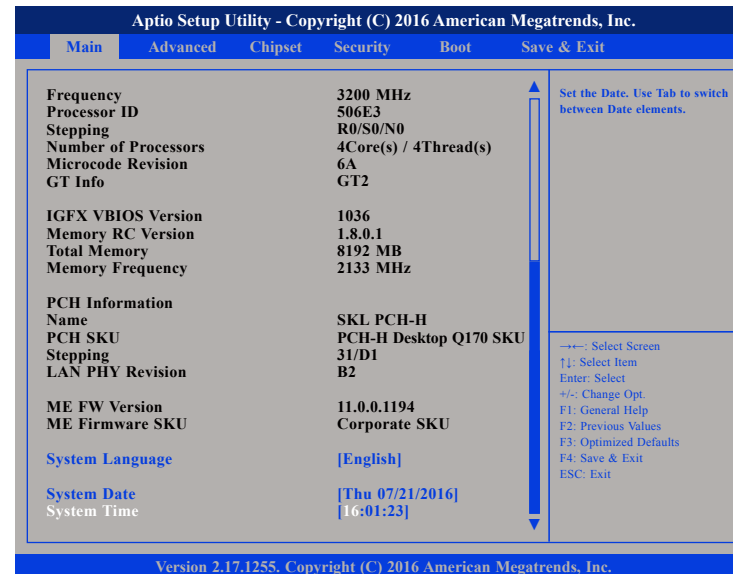 Aptio Setup Utility - Copyright (C) 2016 American Megatrends, Inc.
Main Advanced Chipset Security Boot Save & Exit
Frequency 3200 MHz
Processor ID 506E3
Stepping R0/S0/N0
Number of Processors 4Core(s) / 4Thread(s)
Microcode Revision 6A
GT Info GT2
IGFX VBIOS Version 1036
Memory RC Version 1.8.0.1
Total Memory 8192 MB
Memory Frequency 2133 MHz
PCH Information
Name SKL PCH-H
PCH SKU PCH-H Desktop Q170 SKU
Stepping 31/D1
LAN PHY Revision B2
ME FW Version 11.0.0.1194
ME Firmware SKU Corporate SKU
System Language [English]
System Date [Thu 07/21/2016]
System Time [16:01:23]
Set the Date. Use Tab to switch
between Date elements.
→←: Select Screen
↑↓: Select Item
Enter: Select
+/-: Change Opt.
F1: General Help
F2: Previous Values
F3: Optimized Defaults
F4: Save & Exit
ESC: Exit
Version 2.17.1255. Copyright (C) 2016 American Megatrends, Inc.